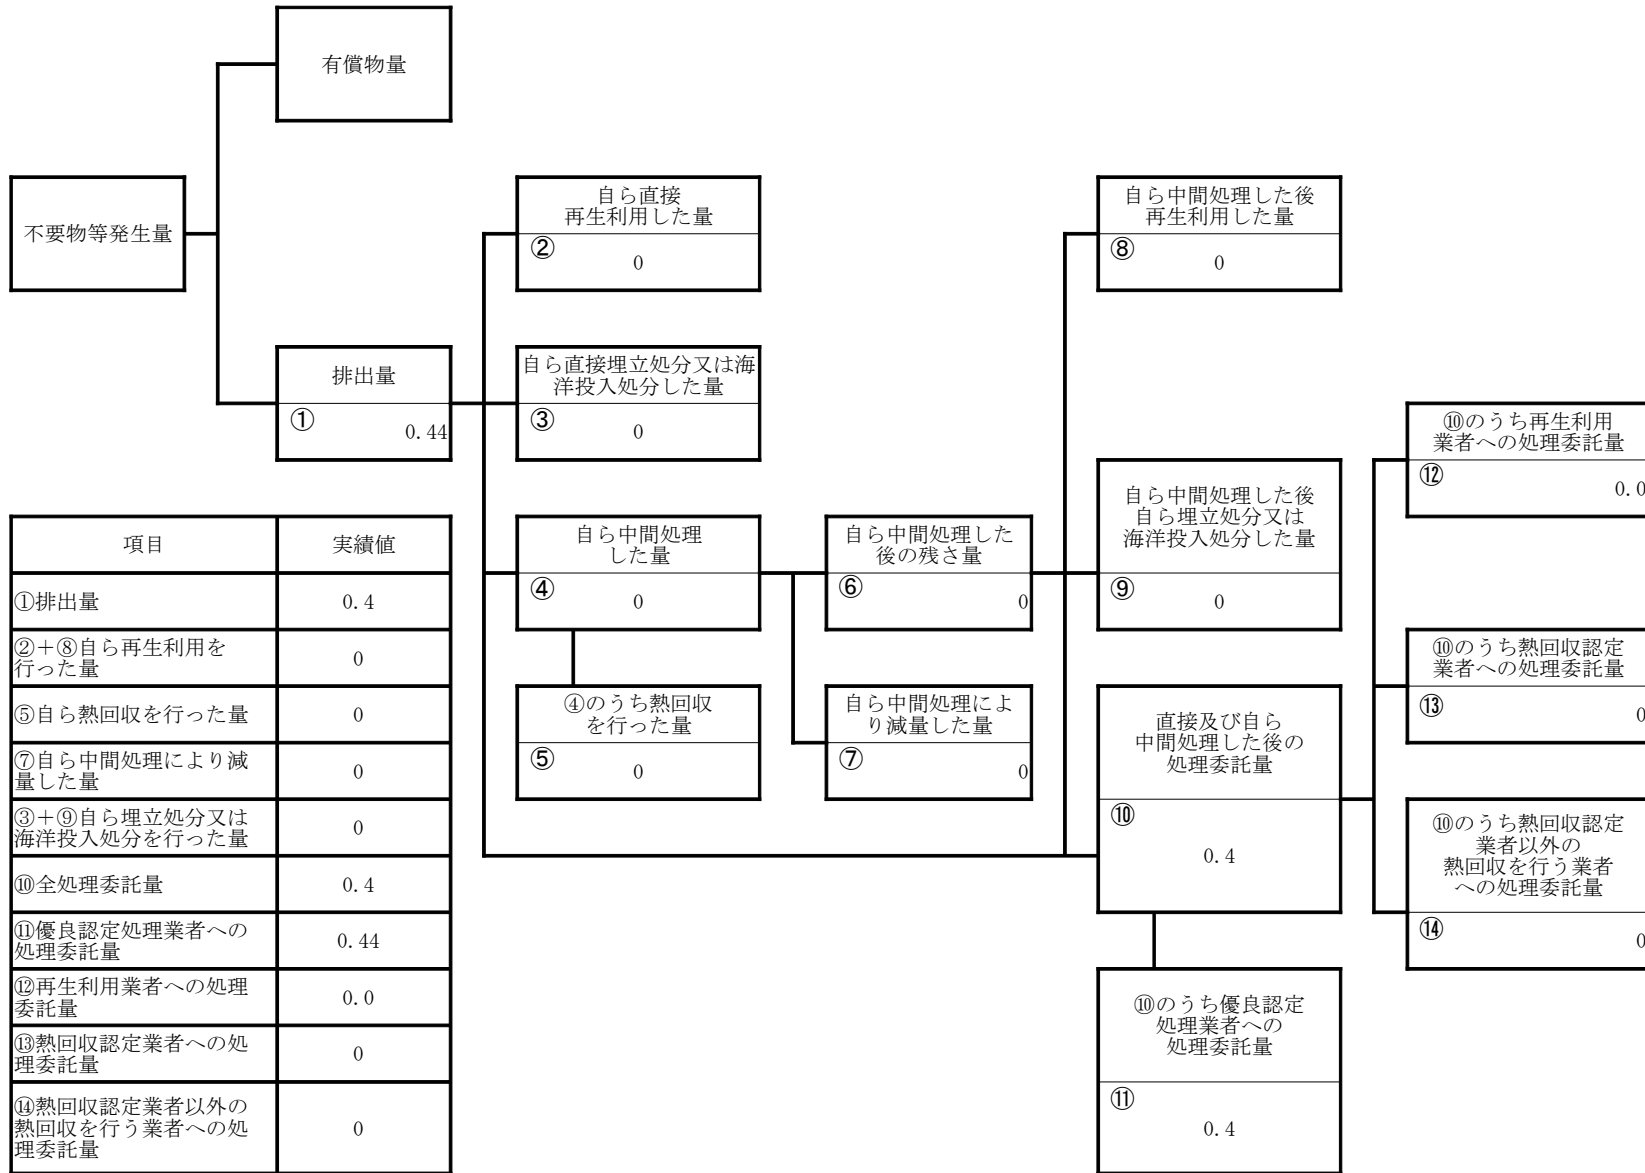 有償物量
不要物等発生量
自ら直接
再生利用した量
②
0
自ら中間処理した後
再生利用した量
⑧
0
排出量
①
0.44
自ら直接埋立処分又は海
洋投入処分した量
③
0
⑩のうち再生利用
業者への処理委託量
⑫
0.0
自ら中間処理
した量
④
0
自ら中間処理した
後の残さ量
⑥
0
自ら中間処理した後
自ら埋立処分又は
海洋投入処分した量
⑨
0
⑩のうち熱回収認定
業者への処理委託量
⑬
0
④のうち熱回収
を行った量
⑤
0
自ら中間処理によ
り減量した量
⑦
0
直接及び自ら
中間処理した後の
処理委託量
⑩
0.4
⑩のうち熱回収認定
業者以外の
熱回収を行う業者
への処理委託量
⑭
0
⑩のうち優良認定
処理業者への
処理委託量
⑪
0.4
項目 実績値
①排出量 0.4
②＋⑧自ら再生利用を
行った量 0
⑤自ら熱回収を行った量 0
⑦自ら中間処理により減
量した量 0
③＋⑨自ら埋立処分又は
海洋投入処分を行った量 0
⑩全処理委託量 0.4
⑪優良認定処理業者への
処理委託量 0.44
⑫再生利用業者への処理
委託量 0.0
⑬熱回収認定業者への処
理委託量 0
⑭熱回収認定業者以外の
熱回収を行う業者への処
理委託量 0